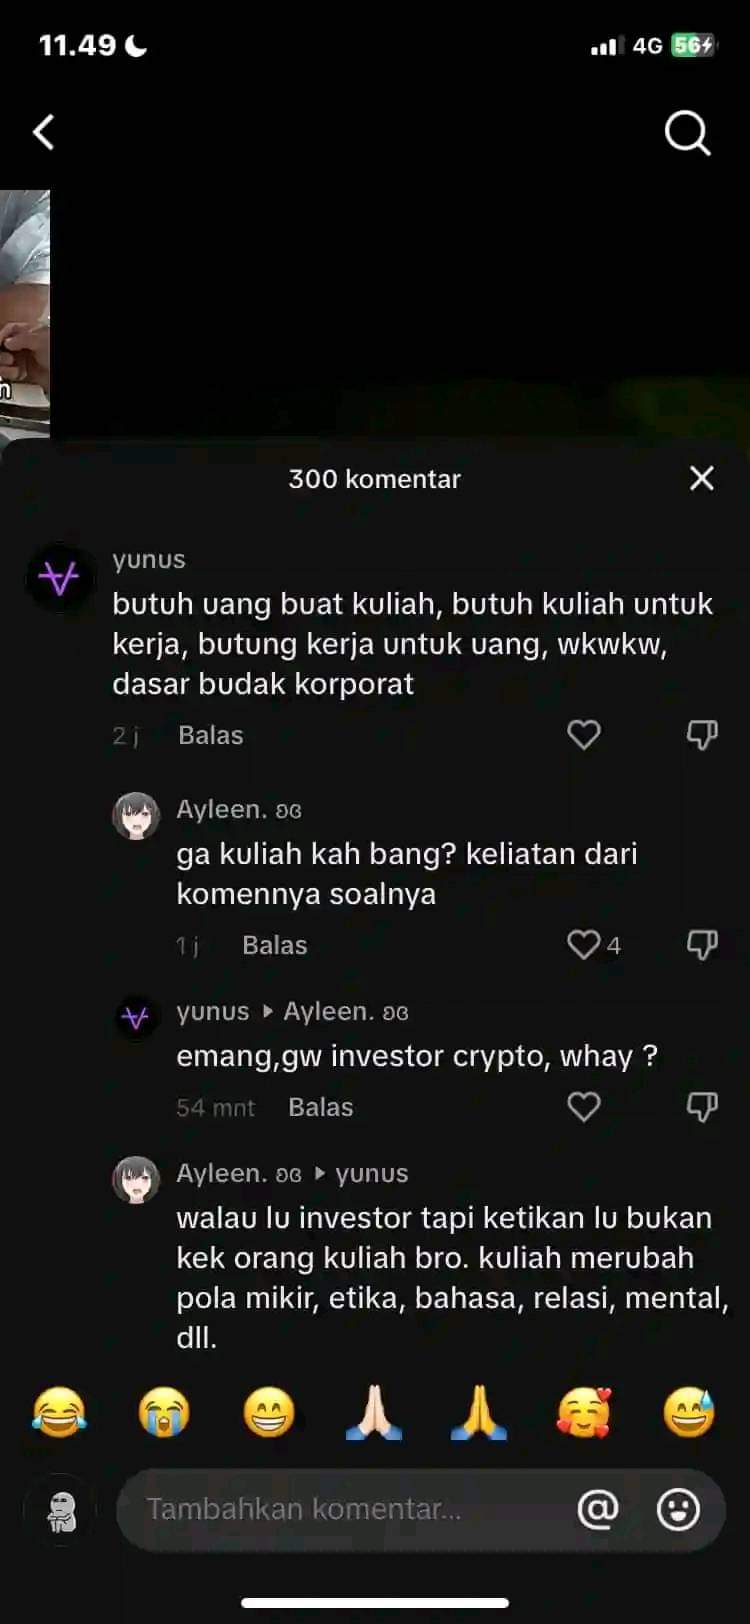 11.49
4G 56
n
300 komentar
yunus
butuh uang buat kuliah, butuh kuliah untuk
kerja, butung kerja untuk uang, wkwkw,
dasar budak korporat
2 j Balas
Ayleen. ʚɞ
ga kuliah kah bang? keliatan dari
komennya soalnya
1 j Balas 4
yunus ▸ Ayleen. ʚɞ
emang,gw investor crypto, whay ?
54 mnt Balas
Ayleen. ʚɞ ▸ yunus
walau lu investor tapi ketikan lu bukan
kek orang kuliah bro. kuliah merubah
pola mikir, etika, bahasa, relasi, mental,
dll.
Tambahkan komentar... @